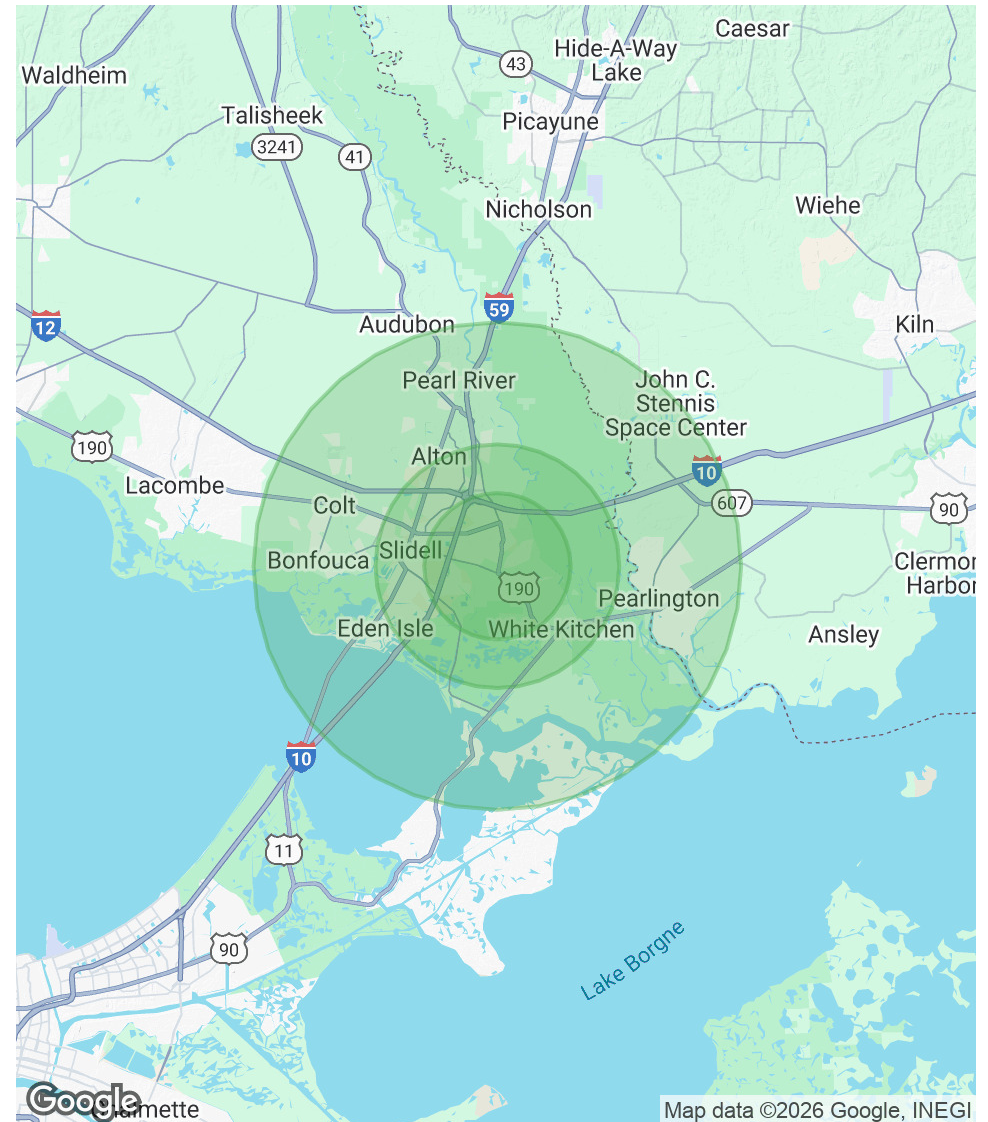 Caesar
Hide-A-Way
Lake
43
Waldheim
Talisheek
Picayune
3241
41
Nicholson
Wiehe
59
12
Audubon
Kiln
Pearl River
John C.
Stennis
Space Center
190
Alton
10
Lacombe
Colt
607
90
Slidell
Bonfouca
Clermon
Harbor
190
Pearlington
Eden Isle
White Kitchen
Ansley
10
11
90
Lake Borgne
Google
Chalmette
Map data ©2026 Google, INEGI